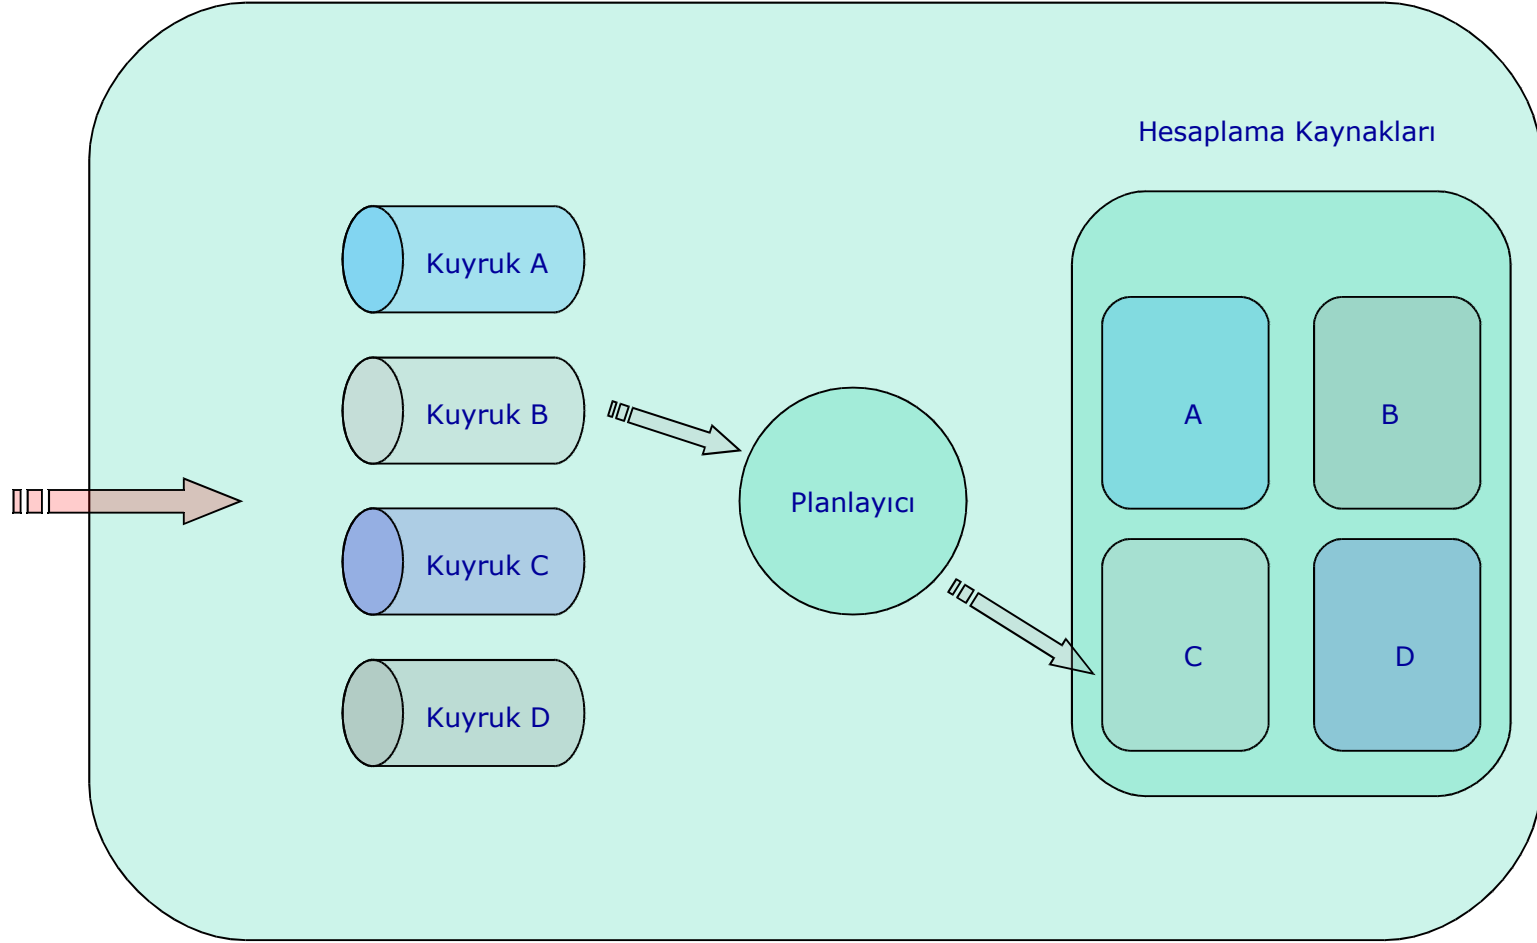 Hesaplama Kaynakları
Kuyruk A
Kuyruk B
Kuyruk C
Kuyruk D
Planlayıcı
A
B
C
D